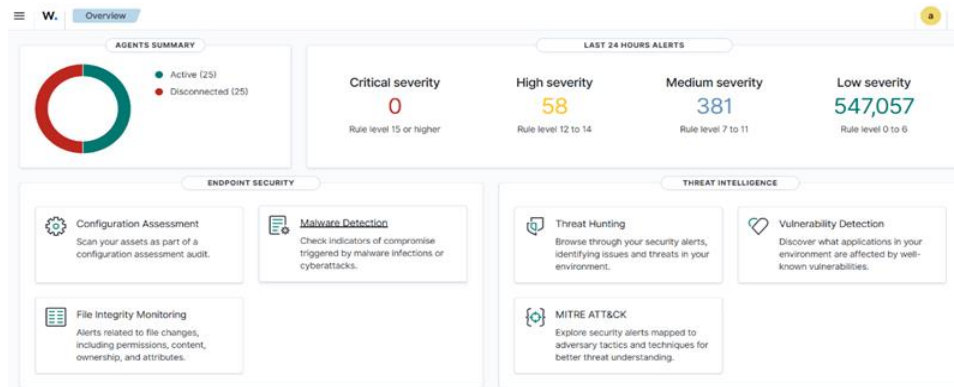 W. Overview a
AGENTS SUMMARY
Active (25)
Disconnected (25)
LAST 24 HOURS ALERTS
Critical severity
0
Rule level 15 or higher
High severity
58
Rule level 12 to 14
Medium severity
381
Rule level 7 to 11
Low severity
547,057
Rule level 0 to 6
ENDPOINT SECURITY
Configuration Assessment
Scan your assets as part of a
configuration assessment audit.
Malware Detection
Check indicators of compromise
triggered by malware infections or
cyberattacks.
File Integrity Monitoring
Alerts related to file changes,
including permissions, content,
ownership, and attributes.
THREAT INTELLIGENCE
Threat Hunting
Browse through your security alerts,
identifying issues and threats in your
environment.
Vulnerability Detection
Discover what applications in your
environment are affected by well-
known vulnerabilities.
MITRE ATT&CK
Explore security alerts mapped to
adversary tactics and techniques for
better threat understanding.